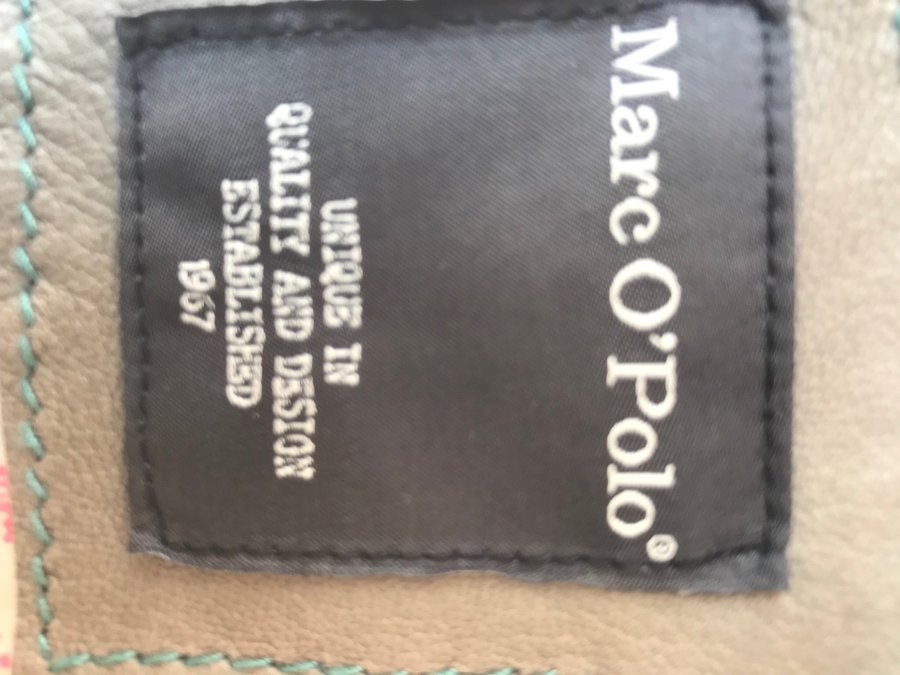 Marc O'Polo®
UNIQUE IN
QUALITY AND DESIGN
ESTABLISHED
1967